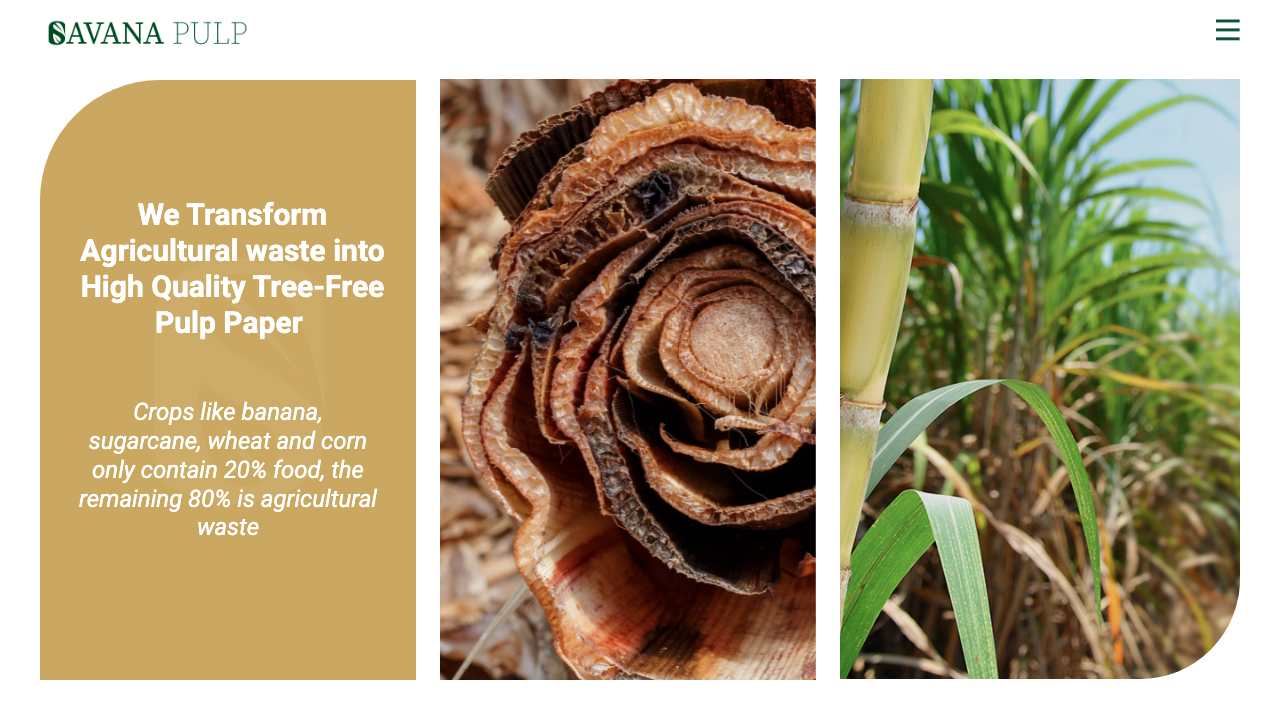 SAVANA PULP
We Transform
Agricultural waste into
High Quality Tree-Free
Pulp Paper
Crops like banana,
sugarcane, wheat and corn
only contain 20% food, the
remaining 80% is agricultural
waste